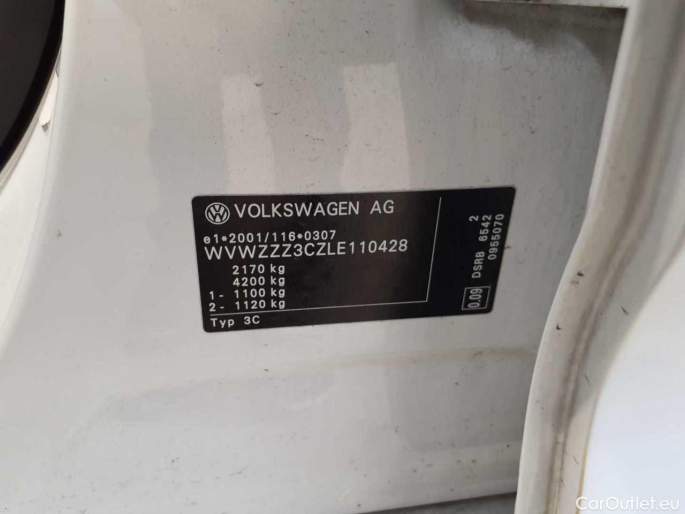 VOLKSWAGEN AG
e1*2001/116*0307
WVWZZZ3CZLE110428
2170 kg
4200 kg
1 - 1100 kg
2 - 1120 kg
Typ 3C
0.09
DSRB 6542 2
0955070
CarOutlet.eu